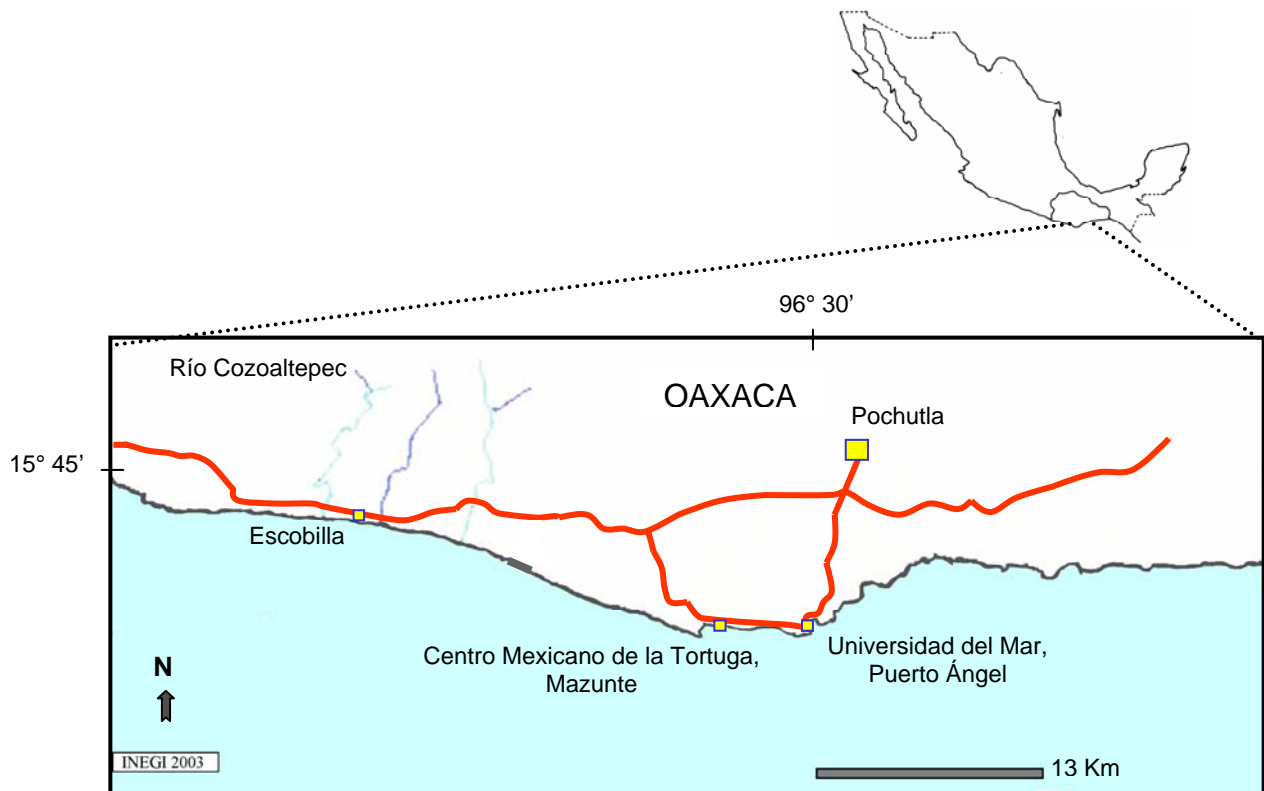 96° 30’
Río Cozoaltepec
OAXACA
Pochutla
15° 45’
Escobilla
Centro Mexicano de la Tortuga,
Mazunte
Universidad del Mar,
Puerto Ángel
N
INEGI 2003
13 Km